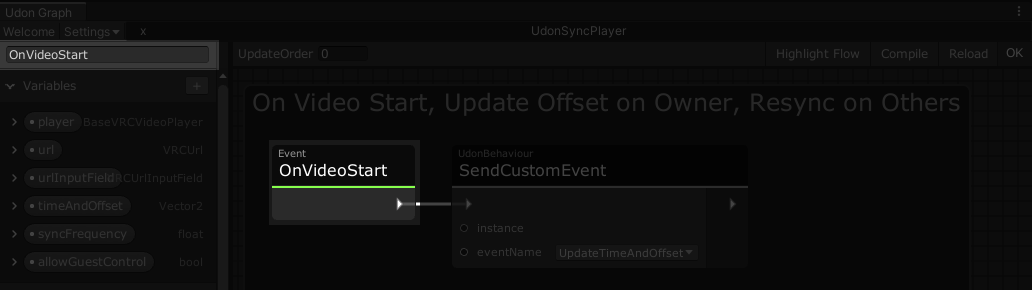 Udon Graph
Welcome Settings x UdonSyncPlayer
OnVideoStart UpdateOrder 0 Highlight Flow Compile Reload OK
Variables +
On Video Start, Update Offset on Owner, Resync on Others
player BaseVRCVideoPlayer
url VRCUrl
urlInputField RCUrlInputField
timeAndOffset Vector2
syncFrequency float
allowGuestControl bool
Event
OnVideoStart
UdonBehaviour
SendCustomEvent
instance
eventName UpdateTimeAndOffset